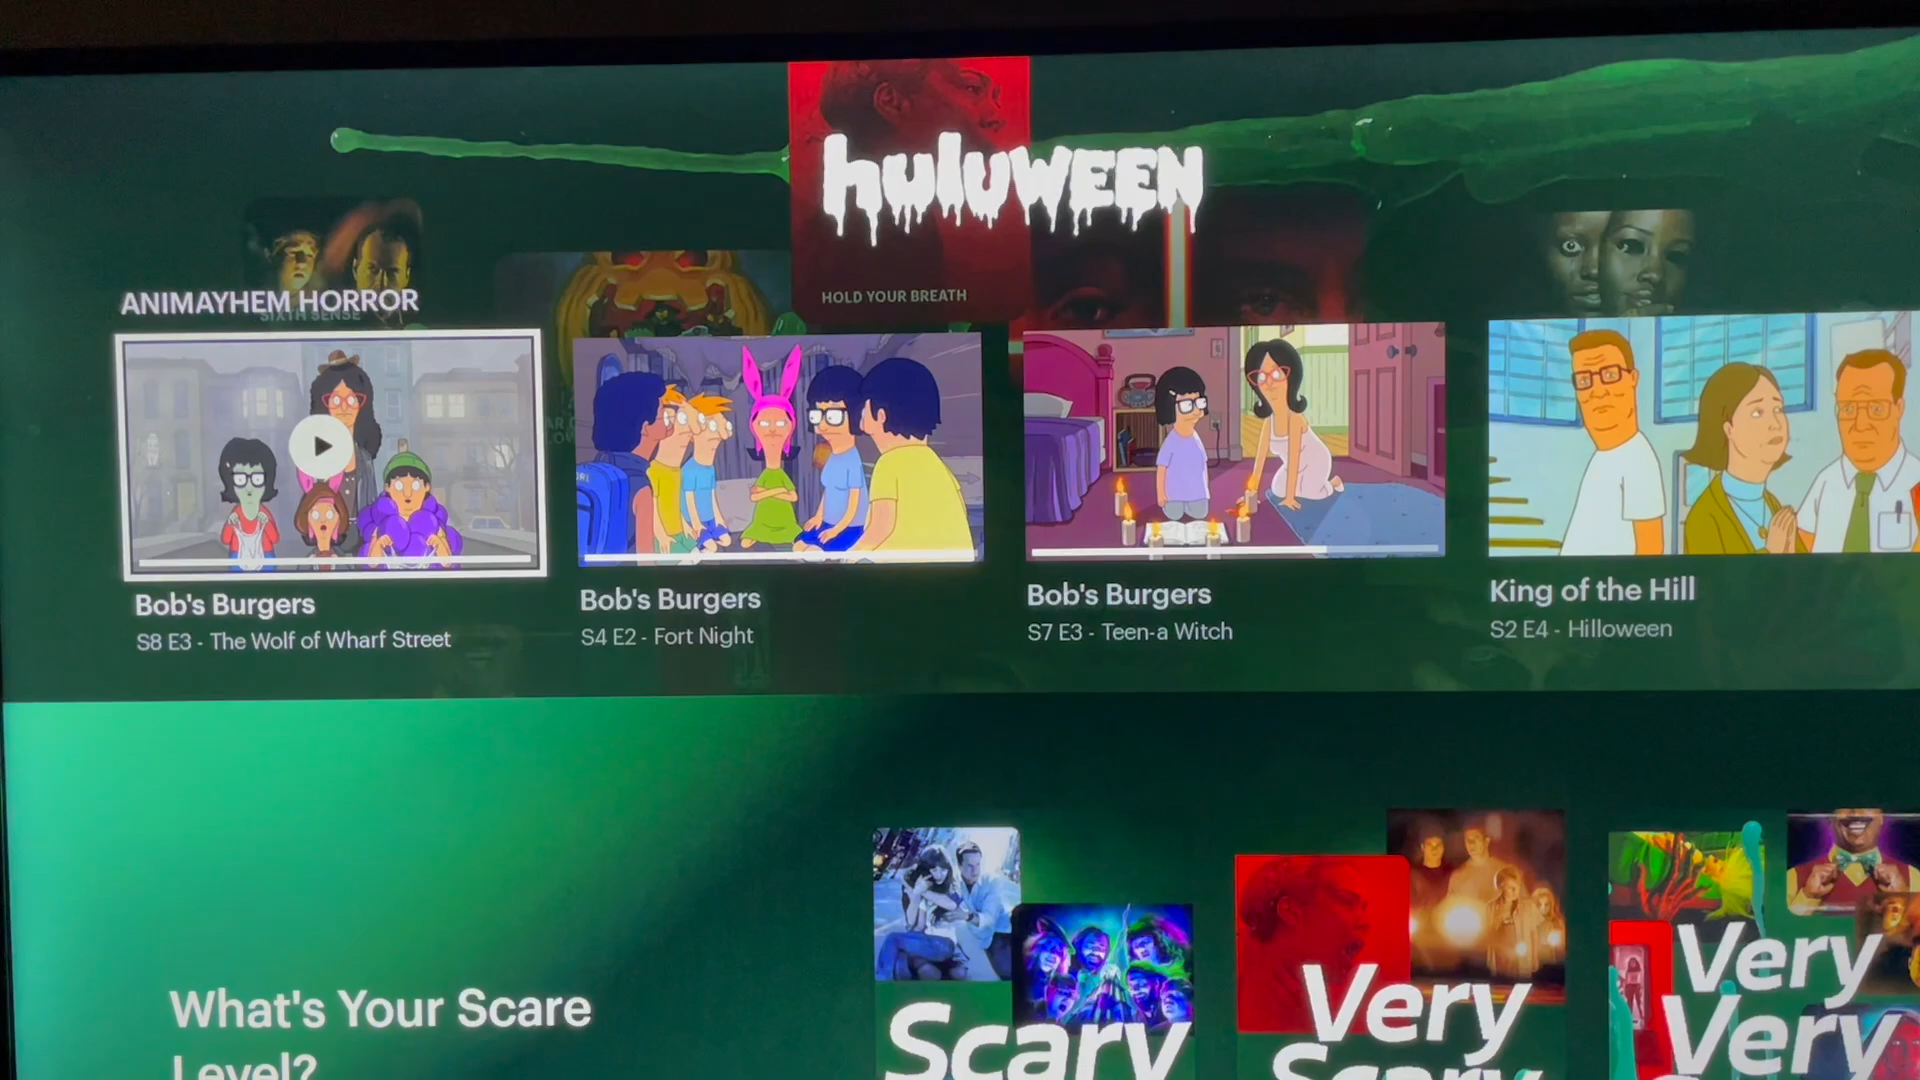 huluWEEN
HOLD YOUR BREATH
ANIMAYHEM HORROR
SIXTH SENSE
Bob's Burgers
S8 E3 - The Wolf of Wharf Street
Bob's Burgers
S4 E2 - Fort Night
Bob's Burgers
S7 E3 - Teen-a Witch
King of the Hill
S2 E4 - Hilloween
What's Your Scare
Level?
Scary
Very
Scary
Very
Very